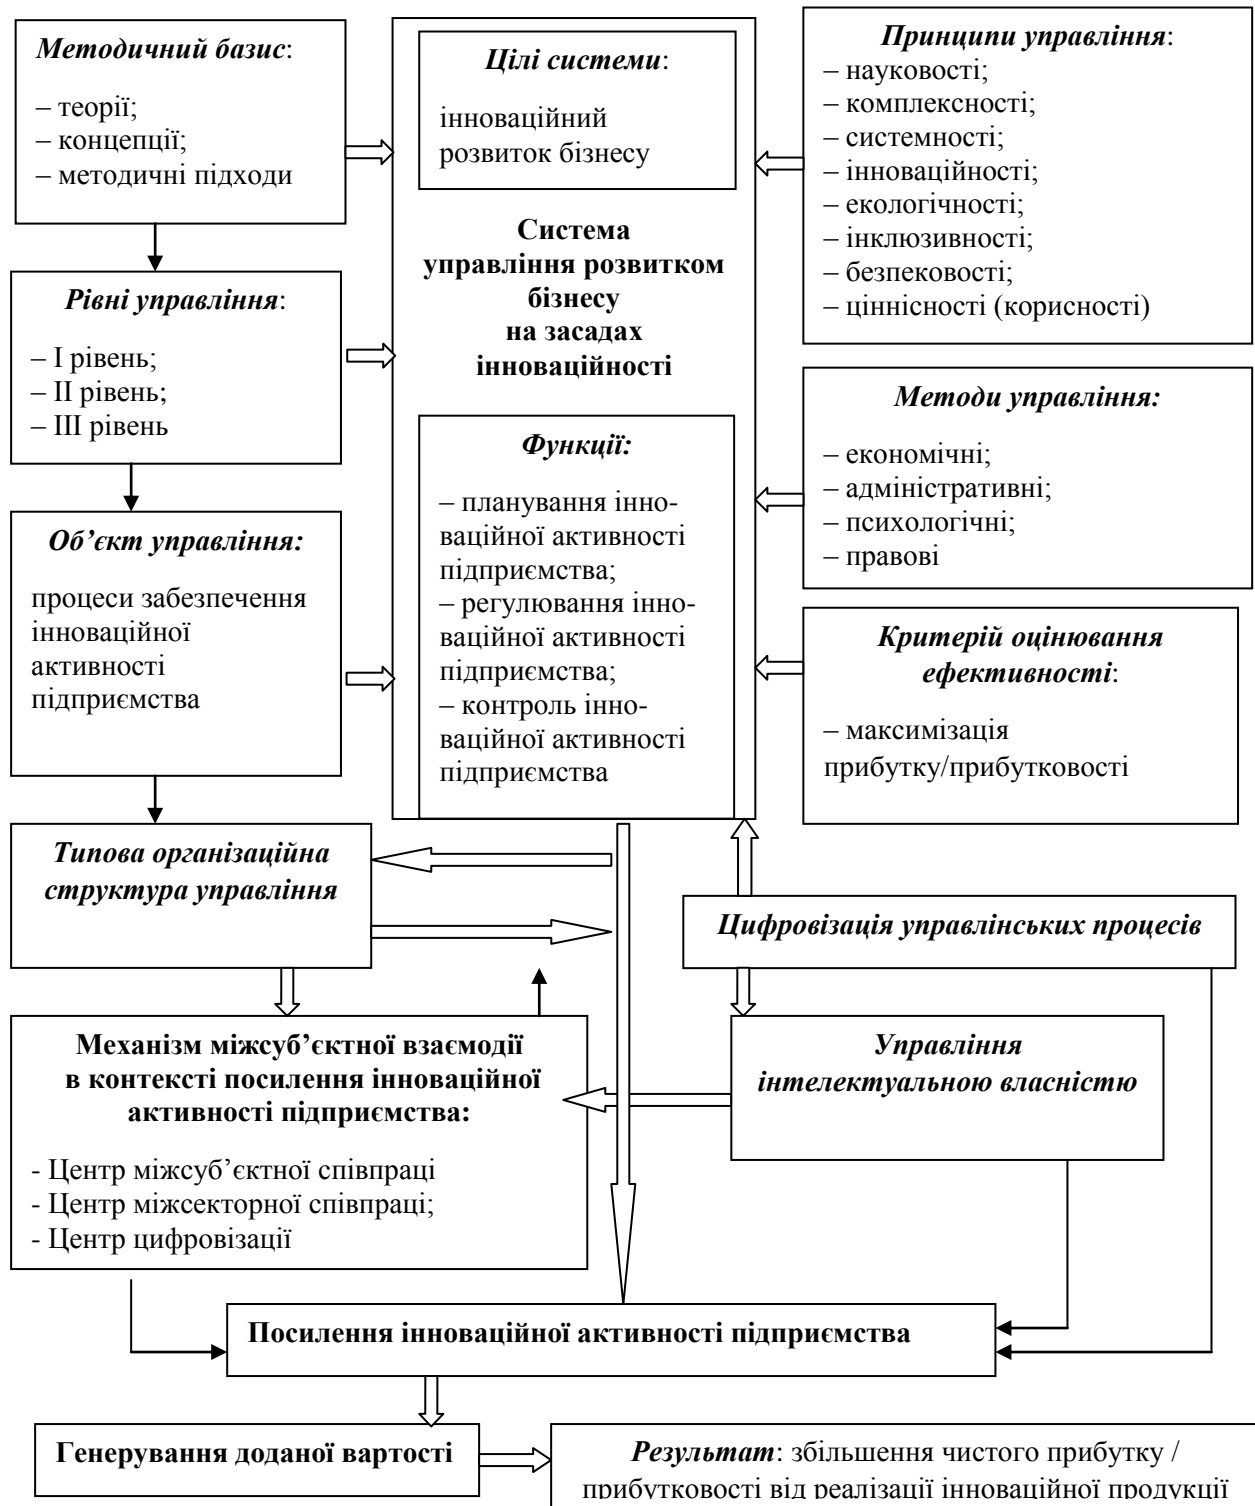 Методичний базис:
– теорії;
– концепції;
– методичні підходи
Рівні управління:
– І рівень;
– ІІ рівень;
– ІІІ рівень
Об’єкт управління:
процеси забезпечення
інноваційної
активності
підприємства
Цілі системи:
інноваційний
розвиток бізнесу
Система
управління розвитком
бізнесу
на засадах
інноваційності
Функції:
– планування інно-
ваційної активності
підприємства;
– регулювання інно-
ваційної активності
підприємства;
– контроль інно-
ваційної активності
підприємства
Принципи управління:
– науковості;
– комплексності;
– системності;
– інноваційності;
– екологічності;
– інклюзивності;
– безпековості;
– ціннісності (корисності)
Методи управління:
– економічні;
– адміністративні;
– психологічні;
– правові
Критерій оцінювання
ефективності:
– максимізація
прибутку/прибутковості
Типова організаційна
структура управління
Цифровізація управлінських процесів
Механізм міжсуб’єктної взаємодії
в контексті посилення інноваційної
активності підприємства:
- Центр міжсуб’єктної співпраці
- Центр міжсекторної співпраці;
- Центр цифровізації
Управління
інтелектуальною власністю
Посилення інноваційної активності підприємства
Генерування доданої вартості
Результат: збільшення чистого прибутку /
прибутковості від реалізації інноваційної продукції